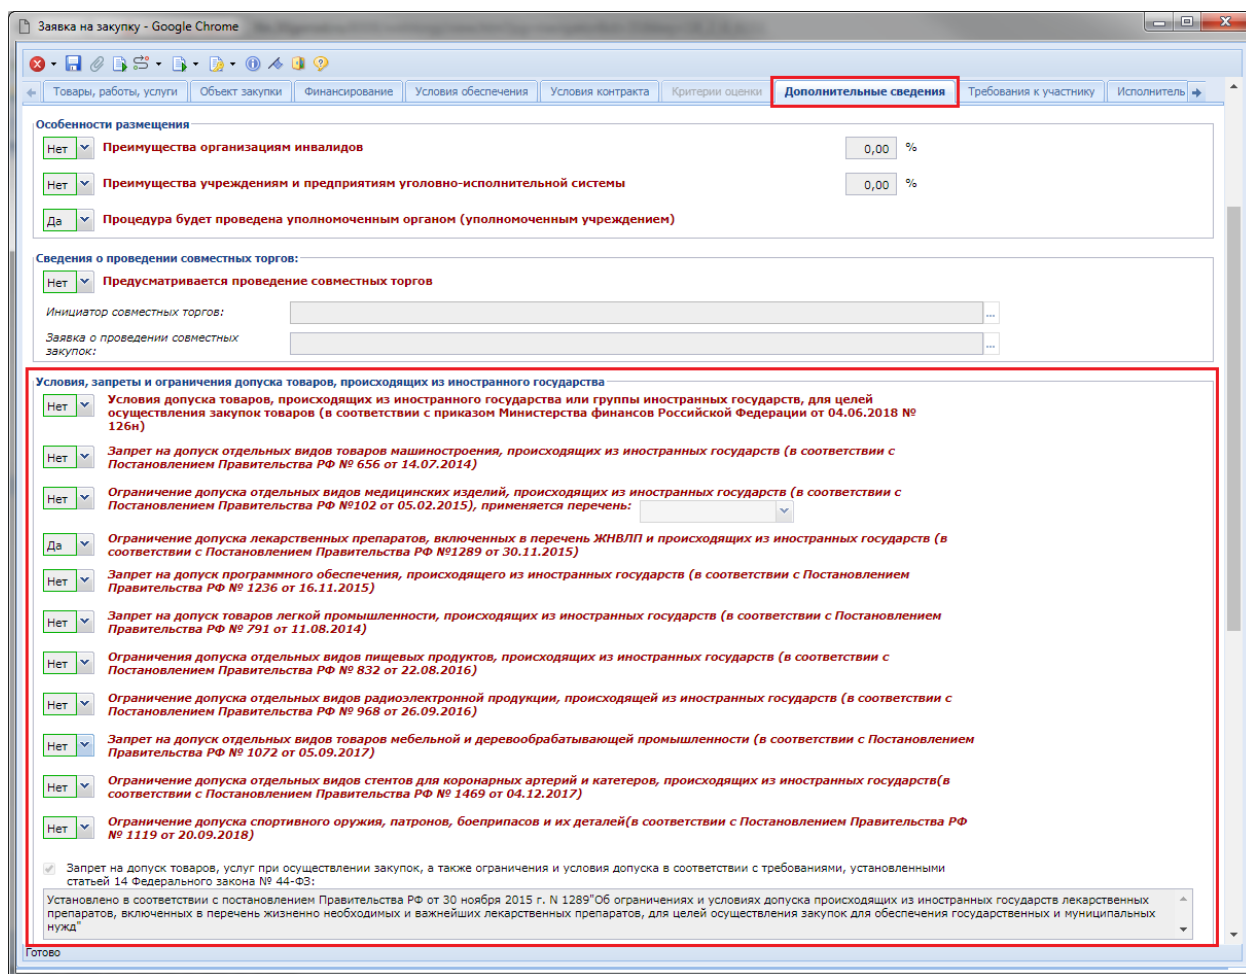 Заявка на закупку - Google Chrome
Товары, работы, услуги
Объект закупки
Финансирование
Условия обеспечения
Условия контракта
Критерии оценки
Дополнительные сведения
Требования к участнику
Исполнитель
Особенности размещения
Нет Преимущества организациям инвалидов 0,00 %
Нет Преимущества учреждениям и предприятиям уголовно-исполнительной системы 0,00 %
Да Процедура будет проведена уполномоченным органом (уполномоченным учреждением)
Сведения о проведении совместных торгов:
Нет Предусматривается проведение совместных торгов
Инициатор совместных торгов: ...
Заявка о проведении совместных
закупок: ...
Условия, запреты и ограничения допуска товаров, происходящих из иностранного государства
Нет Условия допуска товаров, происходящих из иностранного государства или группы иностранных государств, для целей
осуществления закупок товаров (в соответствии с приказом Министерства финансов Российской Федерации от 04.06.2018 №
126н)
Нет Запрет на допуск отдельных видов товаров машиностроения, происходящих из иностранных государств (в соответствии с
Постановлением Правительства РФ № 656 от 14.07.2014)
Нет Ограничение допуска отдельных видов медицинских изделий, происходящих из иностранных государств (в соответствии с
Постановлением Правительства РФ №102 от 05.02.2015), применяется перечень:
Да Ограничение допуска лекарственных препаратов, включенных в перечень ЖНВЛП и происходящих из иностранных государств (в
соответствии с Постановлением Правительства РФ №1289 от 30.11.2015)
Нет Запрет на допуск программного обеспечения, происходящего из иностранных государств (в соответствии с Постановлением
Правительства РФ № 1236 от 16.11.2015)
Нет Запрет на допуск товаров легкой промышленности, происходящих из иностранных государств (в соответствии с Постановлением
Правительства РФ № 791 от 11.08.2014)
Нет Ограничения допуска отдельных видов пищевых продуктов, происходящих из иностранных государств (в соответствии с
Постановлением Правительства РФ № 832 от 22.08.2016)
Нет Ограничения допуска отдельных видов радиоэлектронной продукции, происходящей из иностранных государств (в соответствии с
Постановлением Правительства РФ № 968 от 26.09.2016)
Нет Запрет на допуск отдельных видов товаров мебельной и деревообрабатывающей промышленности (в соответствии с Постановлением
Правительства РФ № 1072 от 05.09.2017)
Нет Ограничение допуска отдельных видов стентов для коронарных артерий и катетеров, происходящих из иностранных государств(в
соответствии с Постановлением Правительства РФ № 1469 от 04.12.2017)
Нет Ограничение допуска спортивного оружия, патронов, боеприпасов и их деталей(в соответствии с Постановлением Правительства РФ
№ 1119 от 20.09.2018)
Запрет на допуск товаров, услуг при осуществлении закупок, а также ограничения и условия допуска в соответствии с требованиями, установленными
статьей 14 Федерального закона № 44-ФЗ:
Установлено в соответствии с постановлением Правительства РФ от 30 ноября 2015 г. N 1289"Об ограничениях и условиях допуска происходящих из иностранных государств лекарственных
препаратов, включенных в перечень жизненно необходимых и важнейших лекарственных препаратов, для целей осуществления закупок для обеспечения государственных и муниципальных
нужд"
Готово